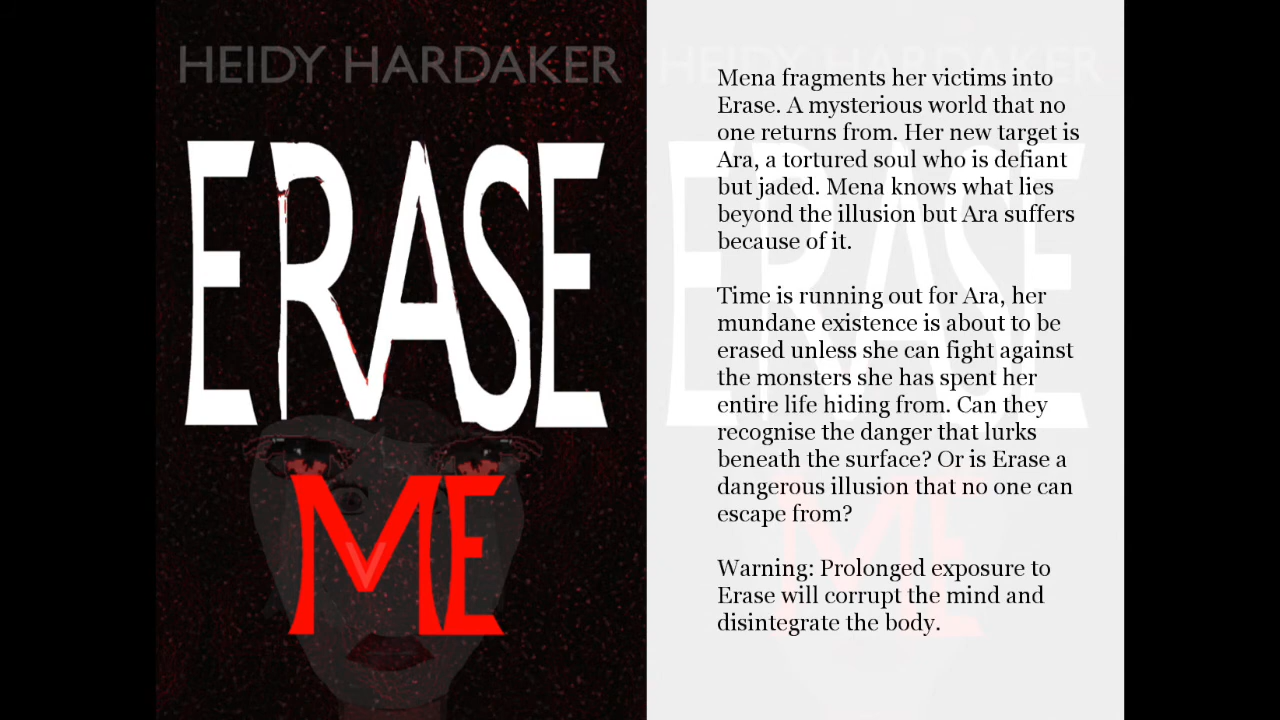 HEIDY HARDAKER
ERASE
ME
Mena fragments her victims into
Erase. A mysterious world that no
one returns from. Her new target is
Ara, a tortured soul who is defiant
but jaded. Mena knows what lies
beyond the illusion but Ara suffers
because of it.
Time is running out for Ara, her
mundane existence is about to be
erased unless she can fight against
the monsters she has spent her
entire life hiding from. Can they
recognise the danger that lurks
beneath the surface? Or is Erase a
dangerous illusion that no one can
escape from?
Warning: Prolonged exposure to
Erase will corrupt the mind and
disintegrate the body.